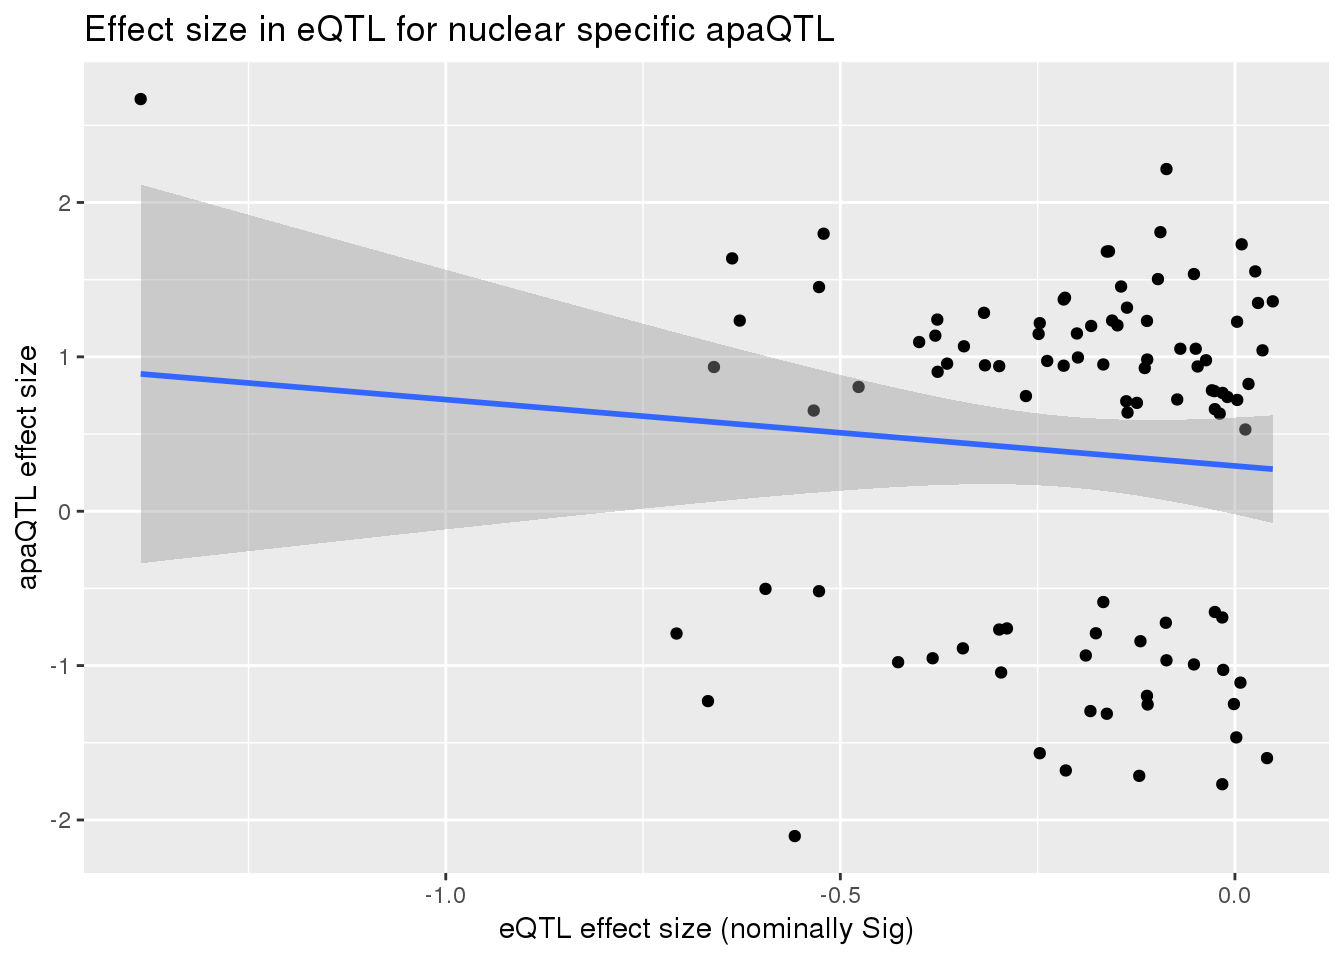 Effect size in eQTL for nuclear specific apaQTL
apaQTL effect size
2
1
0
-1
-2
-1.0
-0.5
0.0
eQTL effect size (nominally Sig)